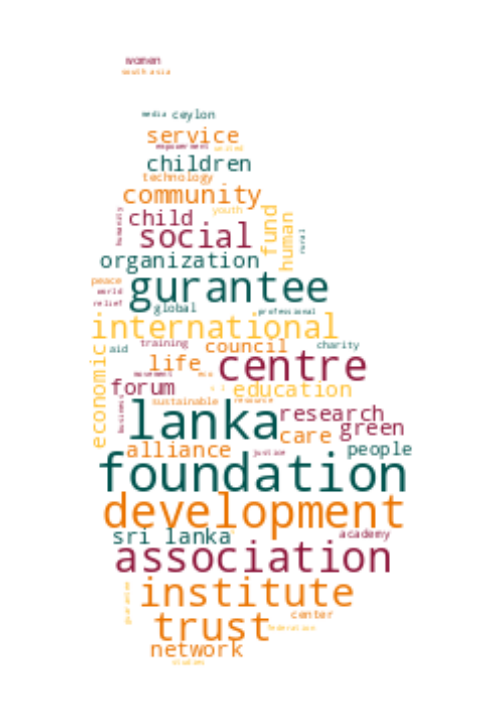 women
south asia
media ceylon
service
empowerment united
children
technology
community
youth
child
humanity
social
fund
human
rural
organization
peace
gurantee
world
relief
global
professional
international
training
council
charity
aid
life
centre
economic
movement
forum
education
business
sustainable
resource
lanka
research
green
care
alliance
justice
people
foundation
development
sri lanka
academy
association
guarantee
institute
center
trust
federation
network
studies